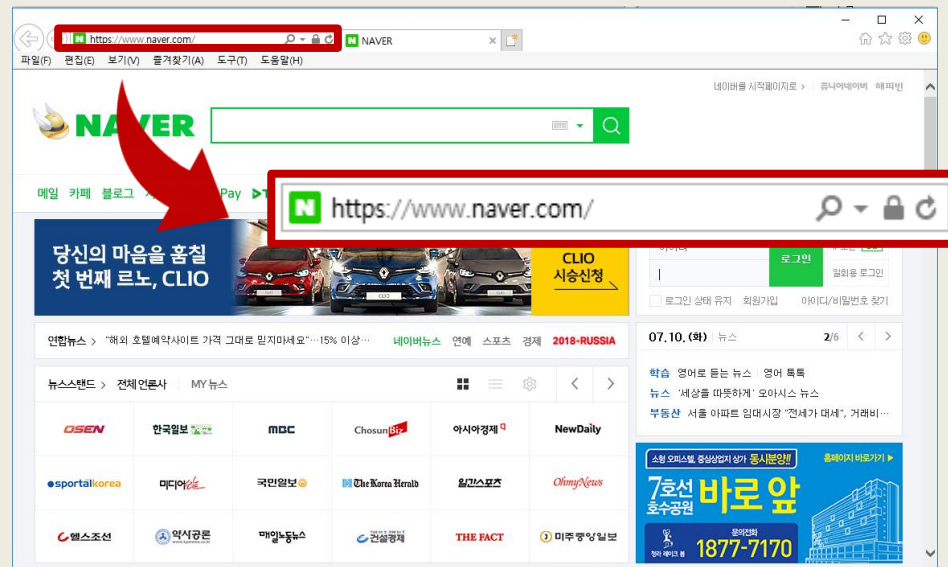 https://www.naver.com/
NAVER
파일(F) 편집(E) 보기(V) 즐겨찾기(A) 도구(T) 도움말(H)
네이버를 시작페이지로 > 쥬니어네이버 해피빈
NAVER
메일 카페 블로그 Pay
https://www.naver.com/
당신의 마음을 훔칠
첫 번째 르노, CLIO
CLIO
시승신청
로그인
일회용 로그인
로그인 상태 유지 회원가입 아이디/비밀번호 찾기
연합뉴스 > "해외 호텔예약사이트 가격 그대로 믿지마세요"…15% 이상… 네이버뉴스 연예 스포츠 경제 2018-RUSSIA
07.10.(화) 뉴스 2/6
뉴스스탠드 > 전체언론사 MY뉴스
학습 영어로 듣는 뉴스 영어 톡톡
뉴스 '세상을 따뜻하게' 오아시스 뉴스
부동산 서울 아파트 임대시장 "전세가 대세", 거래비…
OSEN 한국일보 MBC ChosunBiz 아시아경제 NewDaily
sportalkorea 미디어오늘 국민일보 The Korea Herald 일간스포츠 OhmyNews
헬스조선 약사공론 매일노동뉴스 건설경제 THE FACT 미주중앙일보
소형 오피스텔, 중심상업지 상가 동시분양!! 홈페이지 바로가기
7호선
호수공원
바로 앞
문의전화
청라 레이크 봄
1877-7170